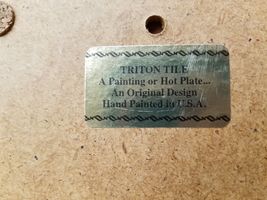 TRITON TILE
A Painting or Hot Plate...
An Original Design
Hand Painted in U.S.A.